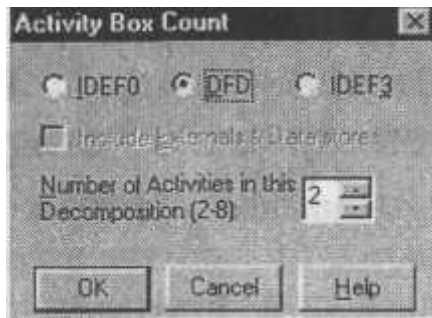 Activity Box Count
IDEF0 DFD IDEF3
Include Externals & Data stores
Number of Activities in this
Decomposition (2-8)
2
OK Cancel Help